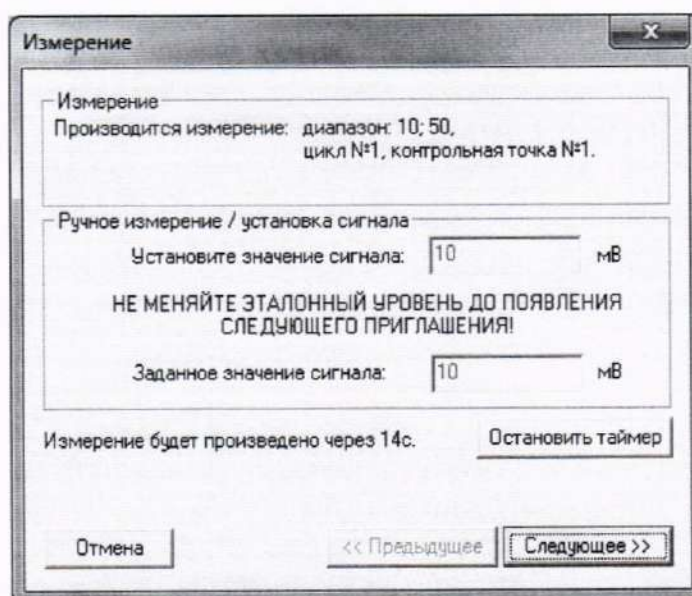 Измерение
x
Измерение
Производится измерение: диапазон: 10; 50,
цикл №1, контрольная точка №1.
Ручное измерение / установка сигнала
Установите значение сигнала: 10 мВ
НЕ МЕНЯЙТЕ ЭТАЛОННЫЙ УРОВЕНЬ ДО ПОЯВЛЕНИЯ
СЛЕДУЮЩЕГО ПРИГЛАШЕНИЯ!
Заданное значение сигнала: 10 мВ
Измерение будет произведено через 14с. Остановить таймер
Отмена << Предыдущее Следующее >>